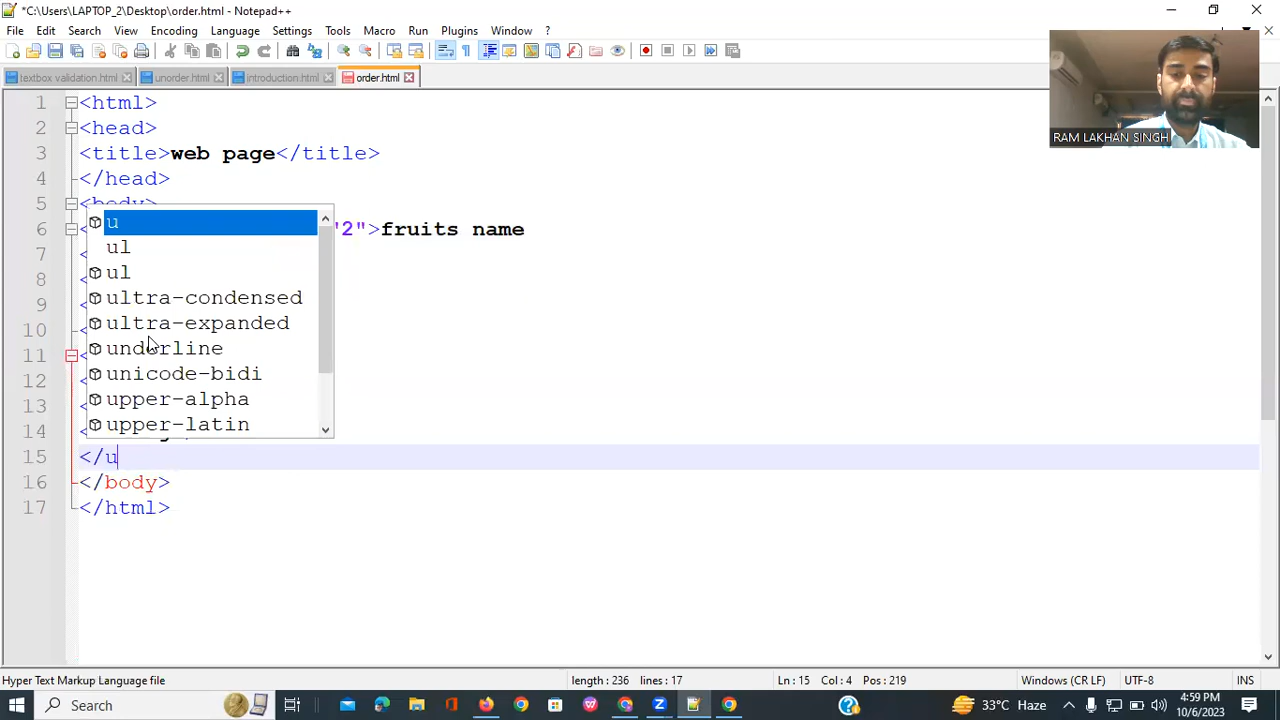 *C:\Users\LAPTOP_2\Desktop\order.html - Notepad++
File Edit Search View Encoding Language Settings Tools Macro Run Plugins Window ?
textbox validation.html unorder.html introduction.html order.html
RAM LAKHAN SINGH
1 <html>
2 <head>
3 <title>web page</title>
4 </head>
5 <body>
6 < "2">fruits name
7 <
8 <
9 <
10 <
11 <
12 <
13 <
14 <
15 </u
16 </body>
17 </html>
u
ul
ul
ultra-condensed
ultra-expanded
underline
unicode-bidi
upper-alpha
upper-latin
Hyper Text Markup Language file length : 236 lines : 17 Ln : 15 Col : 4 Pos : 219 Windows (CR LF) UTF-8 INS
Search 33°C Haze 4:59 PM
10/6/2023